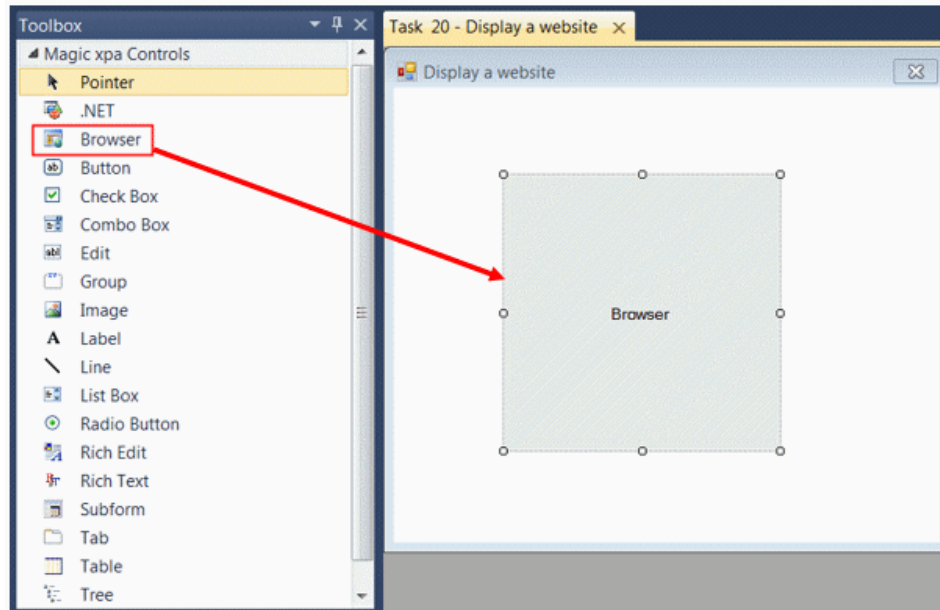 Toolbox
Magic xpa Controls
Pointer
.NET
Browser
Button
Check Box
Combo Box
Edit
Group
Image
Label
Line
List Box
Radio Button
Rich Edit
Rich Text
Subform
Tab
Table
Tree
Task 20 - Display a website
Display a website
Browser